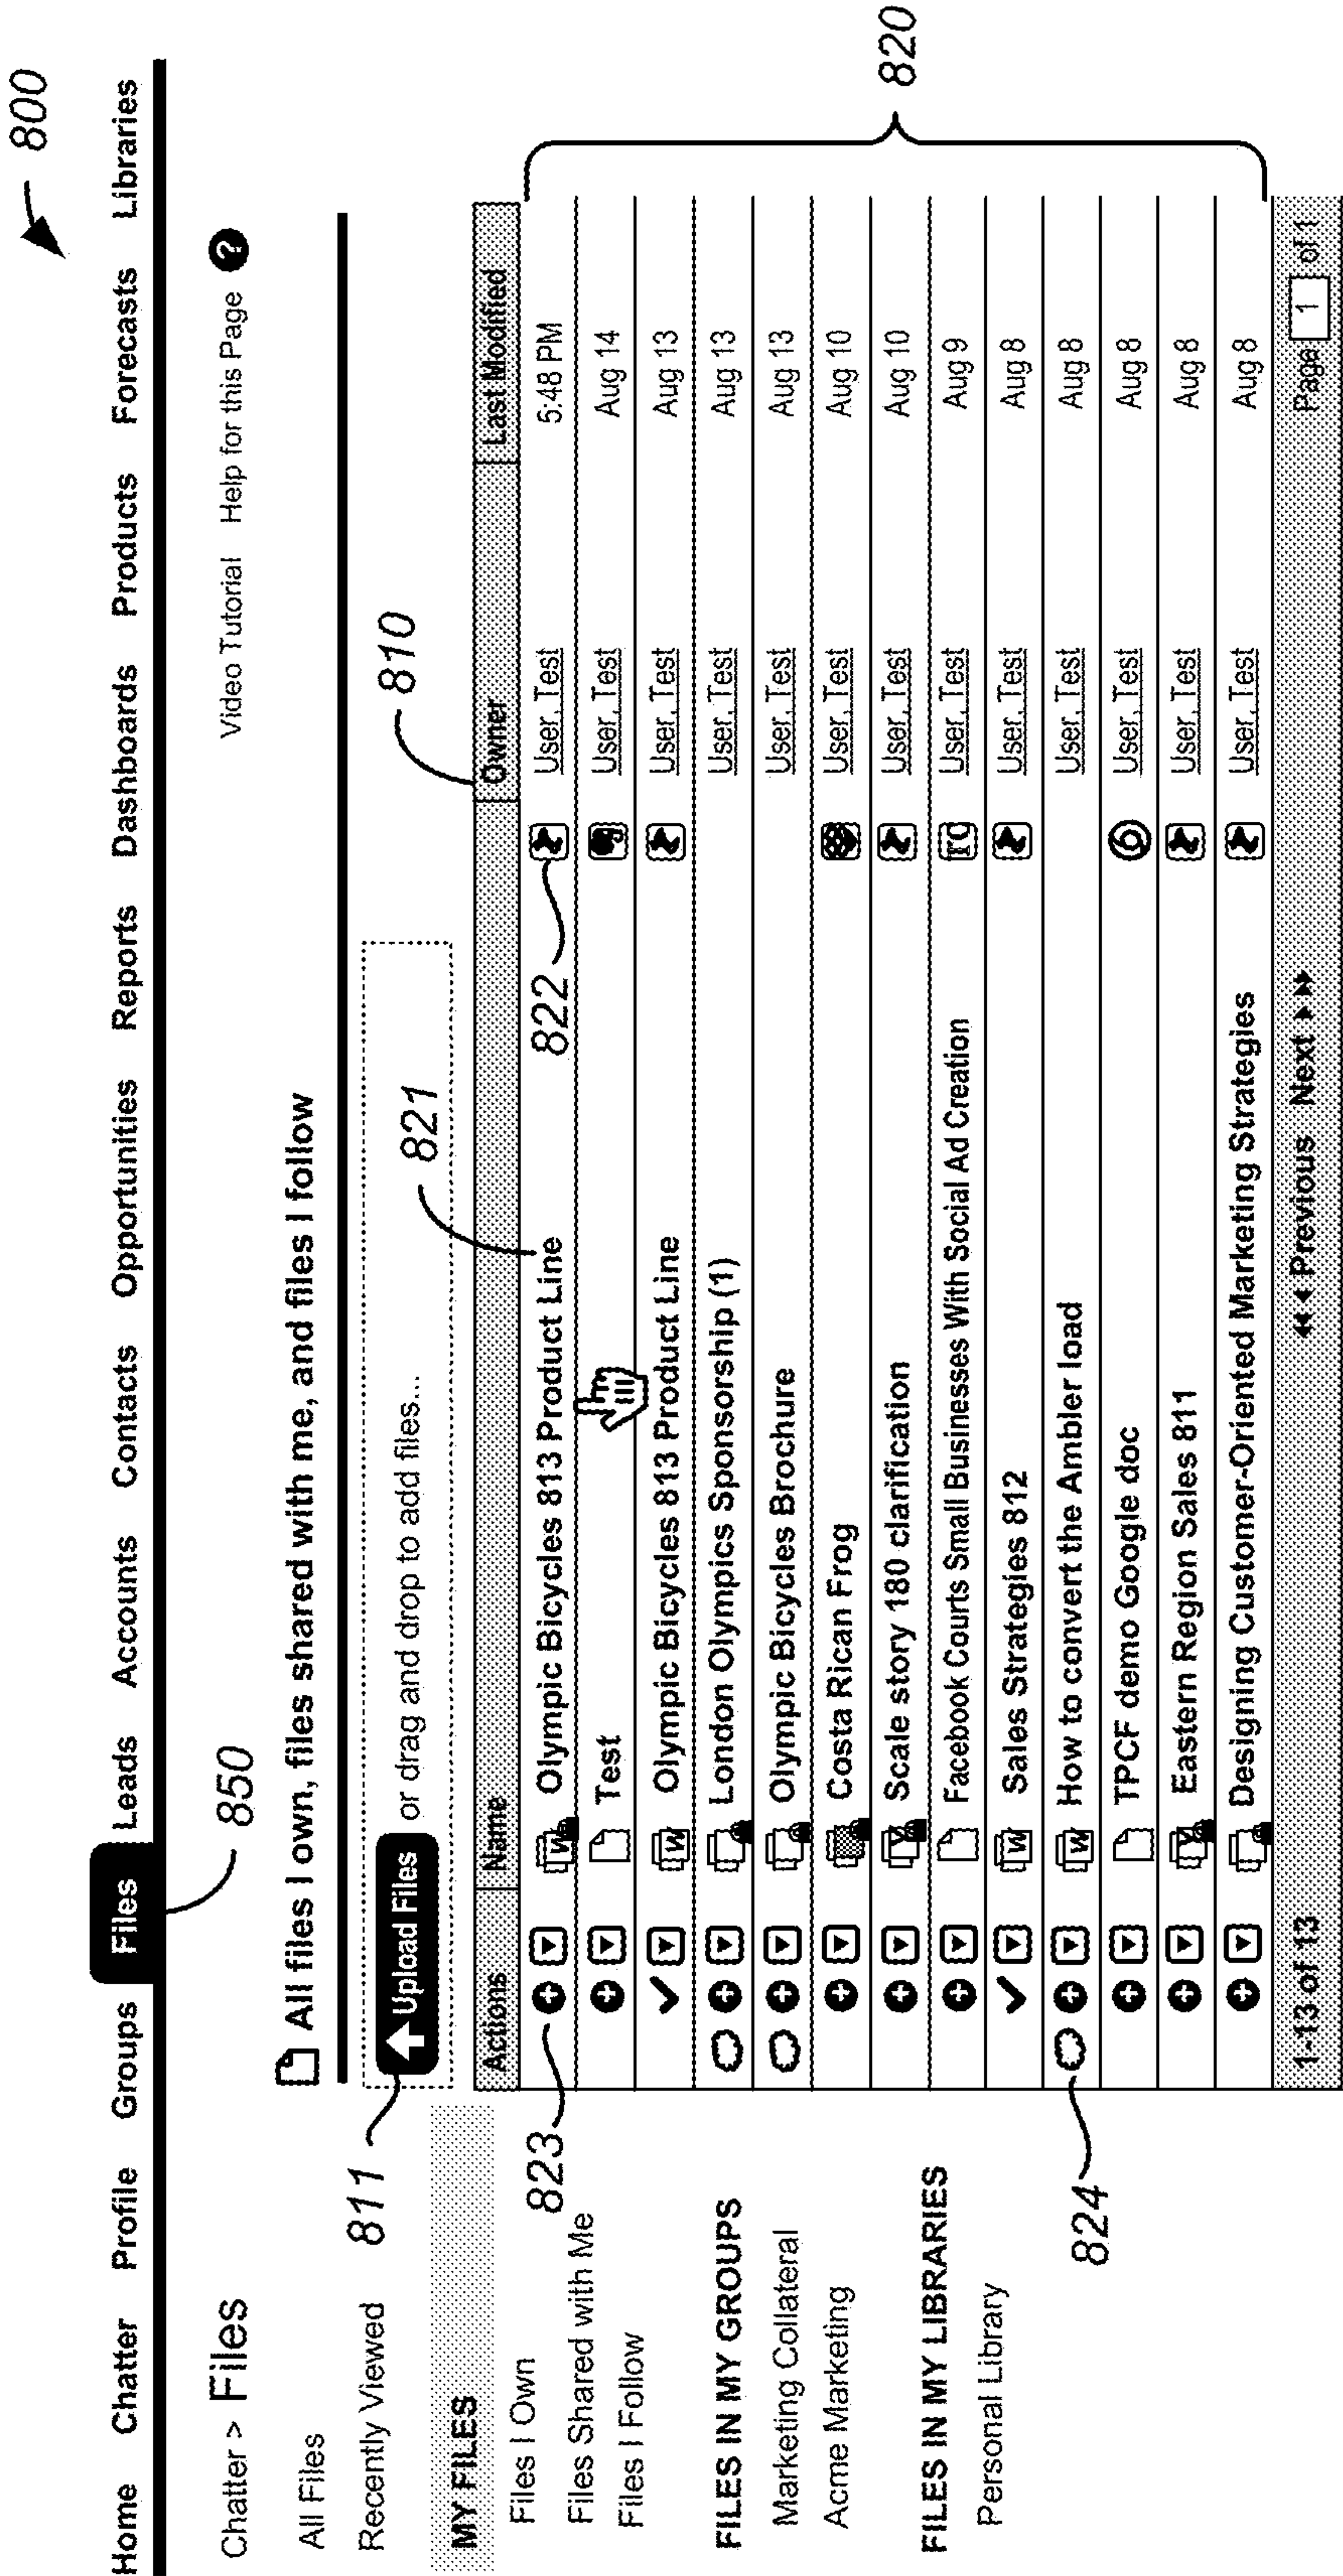 800
Home Chatter Profile Groups Files Leads Accounts Contacts Opportunities Reports Dashboards Products Forecasts Libraries
850
Chatter > Files
Video Tutorial Help for this Page ?
All Files
Recently Viewed
MY FILES
Files I Own
Files Shared with Me
Files I Follow
FILES IN MY GROUPS
Marketing Collateral
Acme Marketing
FILES IN MY LIBRARIES
Personal Library
All files I own, files shared with me, and files I follow
811
Upload Files or drag and drop to add files...
821
810
Actions Name Owner Last Modified
823
822
820
W Olympic Bicycles 813 Product Line User, Test 5:48 PM
Test User, Test Aug 14
W Olympic Bicycles 813 Product Line User, Test Aug 13
London Olympics Sponsorship (1) User, Test Aug 13
Olympic Bicycles Brochure User, Test Aug 13
Costa Rican Frog User, Test Aug 10
Scale story 180 clarification User, Test Aug 10
Facebook Courts Small Businesses With Social Ad Creation TC User, Test Aug 9
W Sales Strategies 812 User, Test Aug 8
W How to convert the Ambler load User, Test Aug 8
824
TPCF demo Google doc User, Test Aug 8
Eastern Region Sales 811 User, Test Aug 8
Designing Customer-Oriented Marketing Strategies User, Test Aug 8
1-13 of 13 Previous Next Page 1 of 1